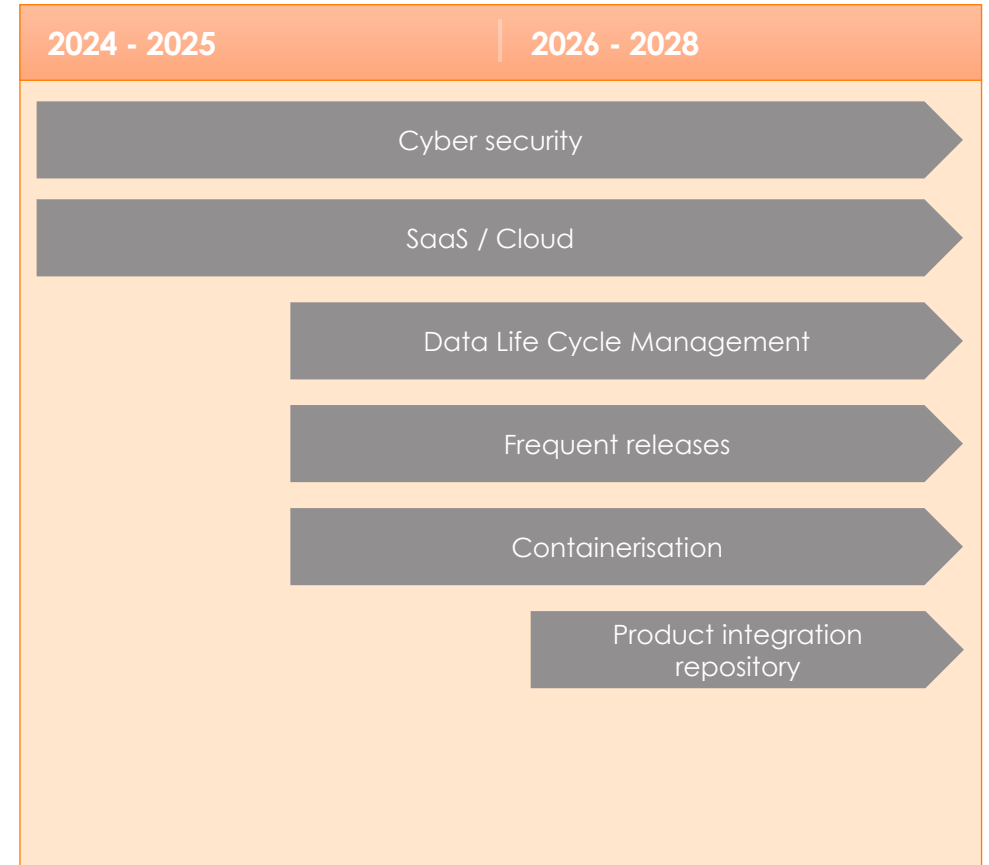 2024 - 2025
2026 - 2028
Cyber security
SaaS / Cloud
Data Life Cycle Management
Frequent releases
Containerisation
Product integration
repository